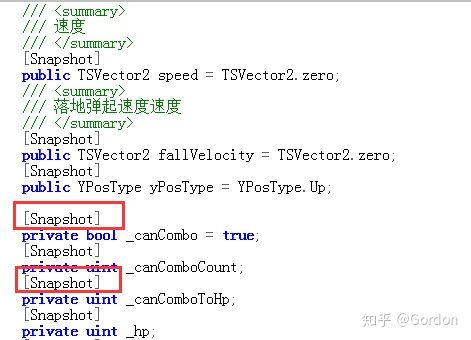 /// <summary>
/// 速度
/// </summary>
[Snapshot]
public TSVector2 speed = TSVector2.zero;
/// <summary>
/// 落地弹起速度速度
/// </summary>
[Snapshot]
public TSVector2 fallVelocity = TSVector2.zero;
[Snapshot]
public YPosType yPosType = YPosType.Up;
[Snapshot]
private bool _canCombo = true;
[Snapshot]
private uint _canComboCount;
[Snapshot]
private uint _canComboToHp;
[Snapshot]
private uint _hp;
知乎 @Gordon